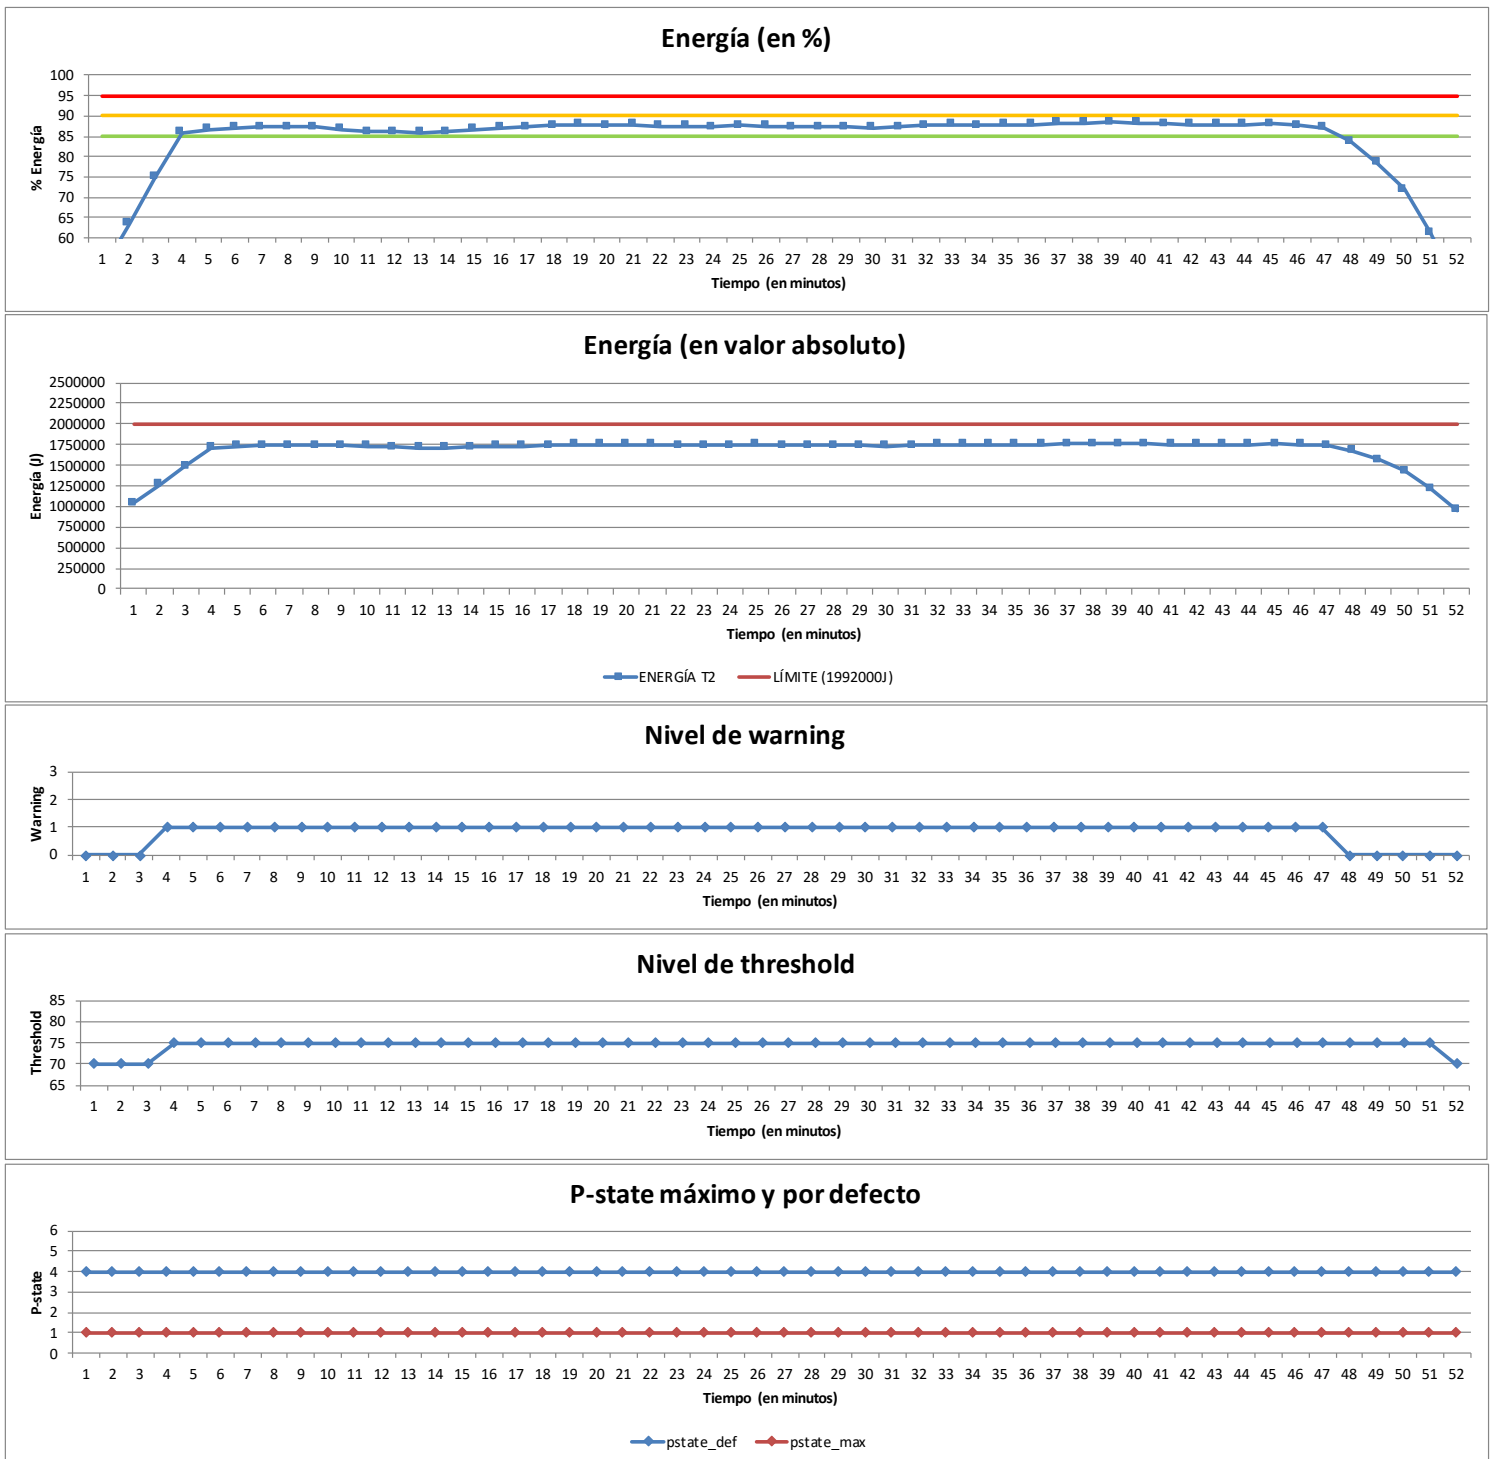 Energía (en %)
% Energía
100
95
90
85
80
75
70
65
60
1 2 3 4 5 6 7 8 9 10 11 12 13 14 15 16 17 18 19 20 21 22 23 24 25 26 27 28 29 30 31 32 33 34 35 36 37 38 39 40 41 42 43 44 45 46 47 48 49 50 51 52
Tiempo (en minutos)
Energía (en valor absoluto)
Energía (J)
2500000
2250000
2000000
1750000
1500000
1250000
1000000
750000
500000
250000
0
1 2 3 4 5 6 7 8 9 10 11 12 13 14 15 16 17 18 19 20 21 22 23 24 25 26 27 28 29 30 31 32 33 34 35 36 37 38 39 40 41 42 43 44 45 46 47 48 49 50 51 52
Tiempo (en minutos)
ENERGÍA T2 LÍMITE (1992000J)
Nivel de warning
Warning
3
2
1
0
1 2 3 4 5 6 7 8 9 10 11 12 13 14 15 16 17 18 19 20 21 22 23 24 25 26 27 28 29 30 31 32 33 34 35 36 37 38 39 40 41 42 43 44 45 46 47 48 49 50 51 52
Tiempo (en minutos)
Nivel de threshold
Threshold
85
80
75
70
65
1 2 3 4 5 6 7 8 9 10 11 12 13 14 15 16 17 18 19 20 21 22 23 24 25 26 27 28 29 30 31 32 33 34 35 36 37 38 39 40 41 42 43 44 45 46 47 48 49 50 51 52
Tiempo (en minutos)
P-state máximo y por defecto
P-state
6
5
4
3
2
1
0
1 2 3 4 5 6 7 8 9 10 11 12 13 14 15 16 17 18 19 20 21 22 23 24 25 26 27 28 29 30 31 32 33 34 35 36 37 38 39 40 41 42 43 44 45 46 47 48 49 50 51 52
Tiempo (en minutos)
pstate_def pstate_max